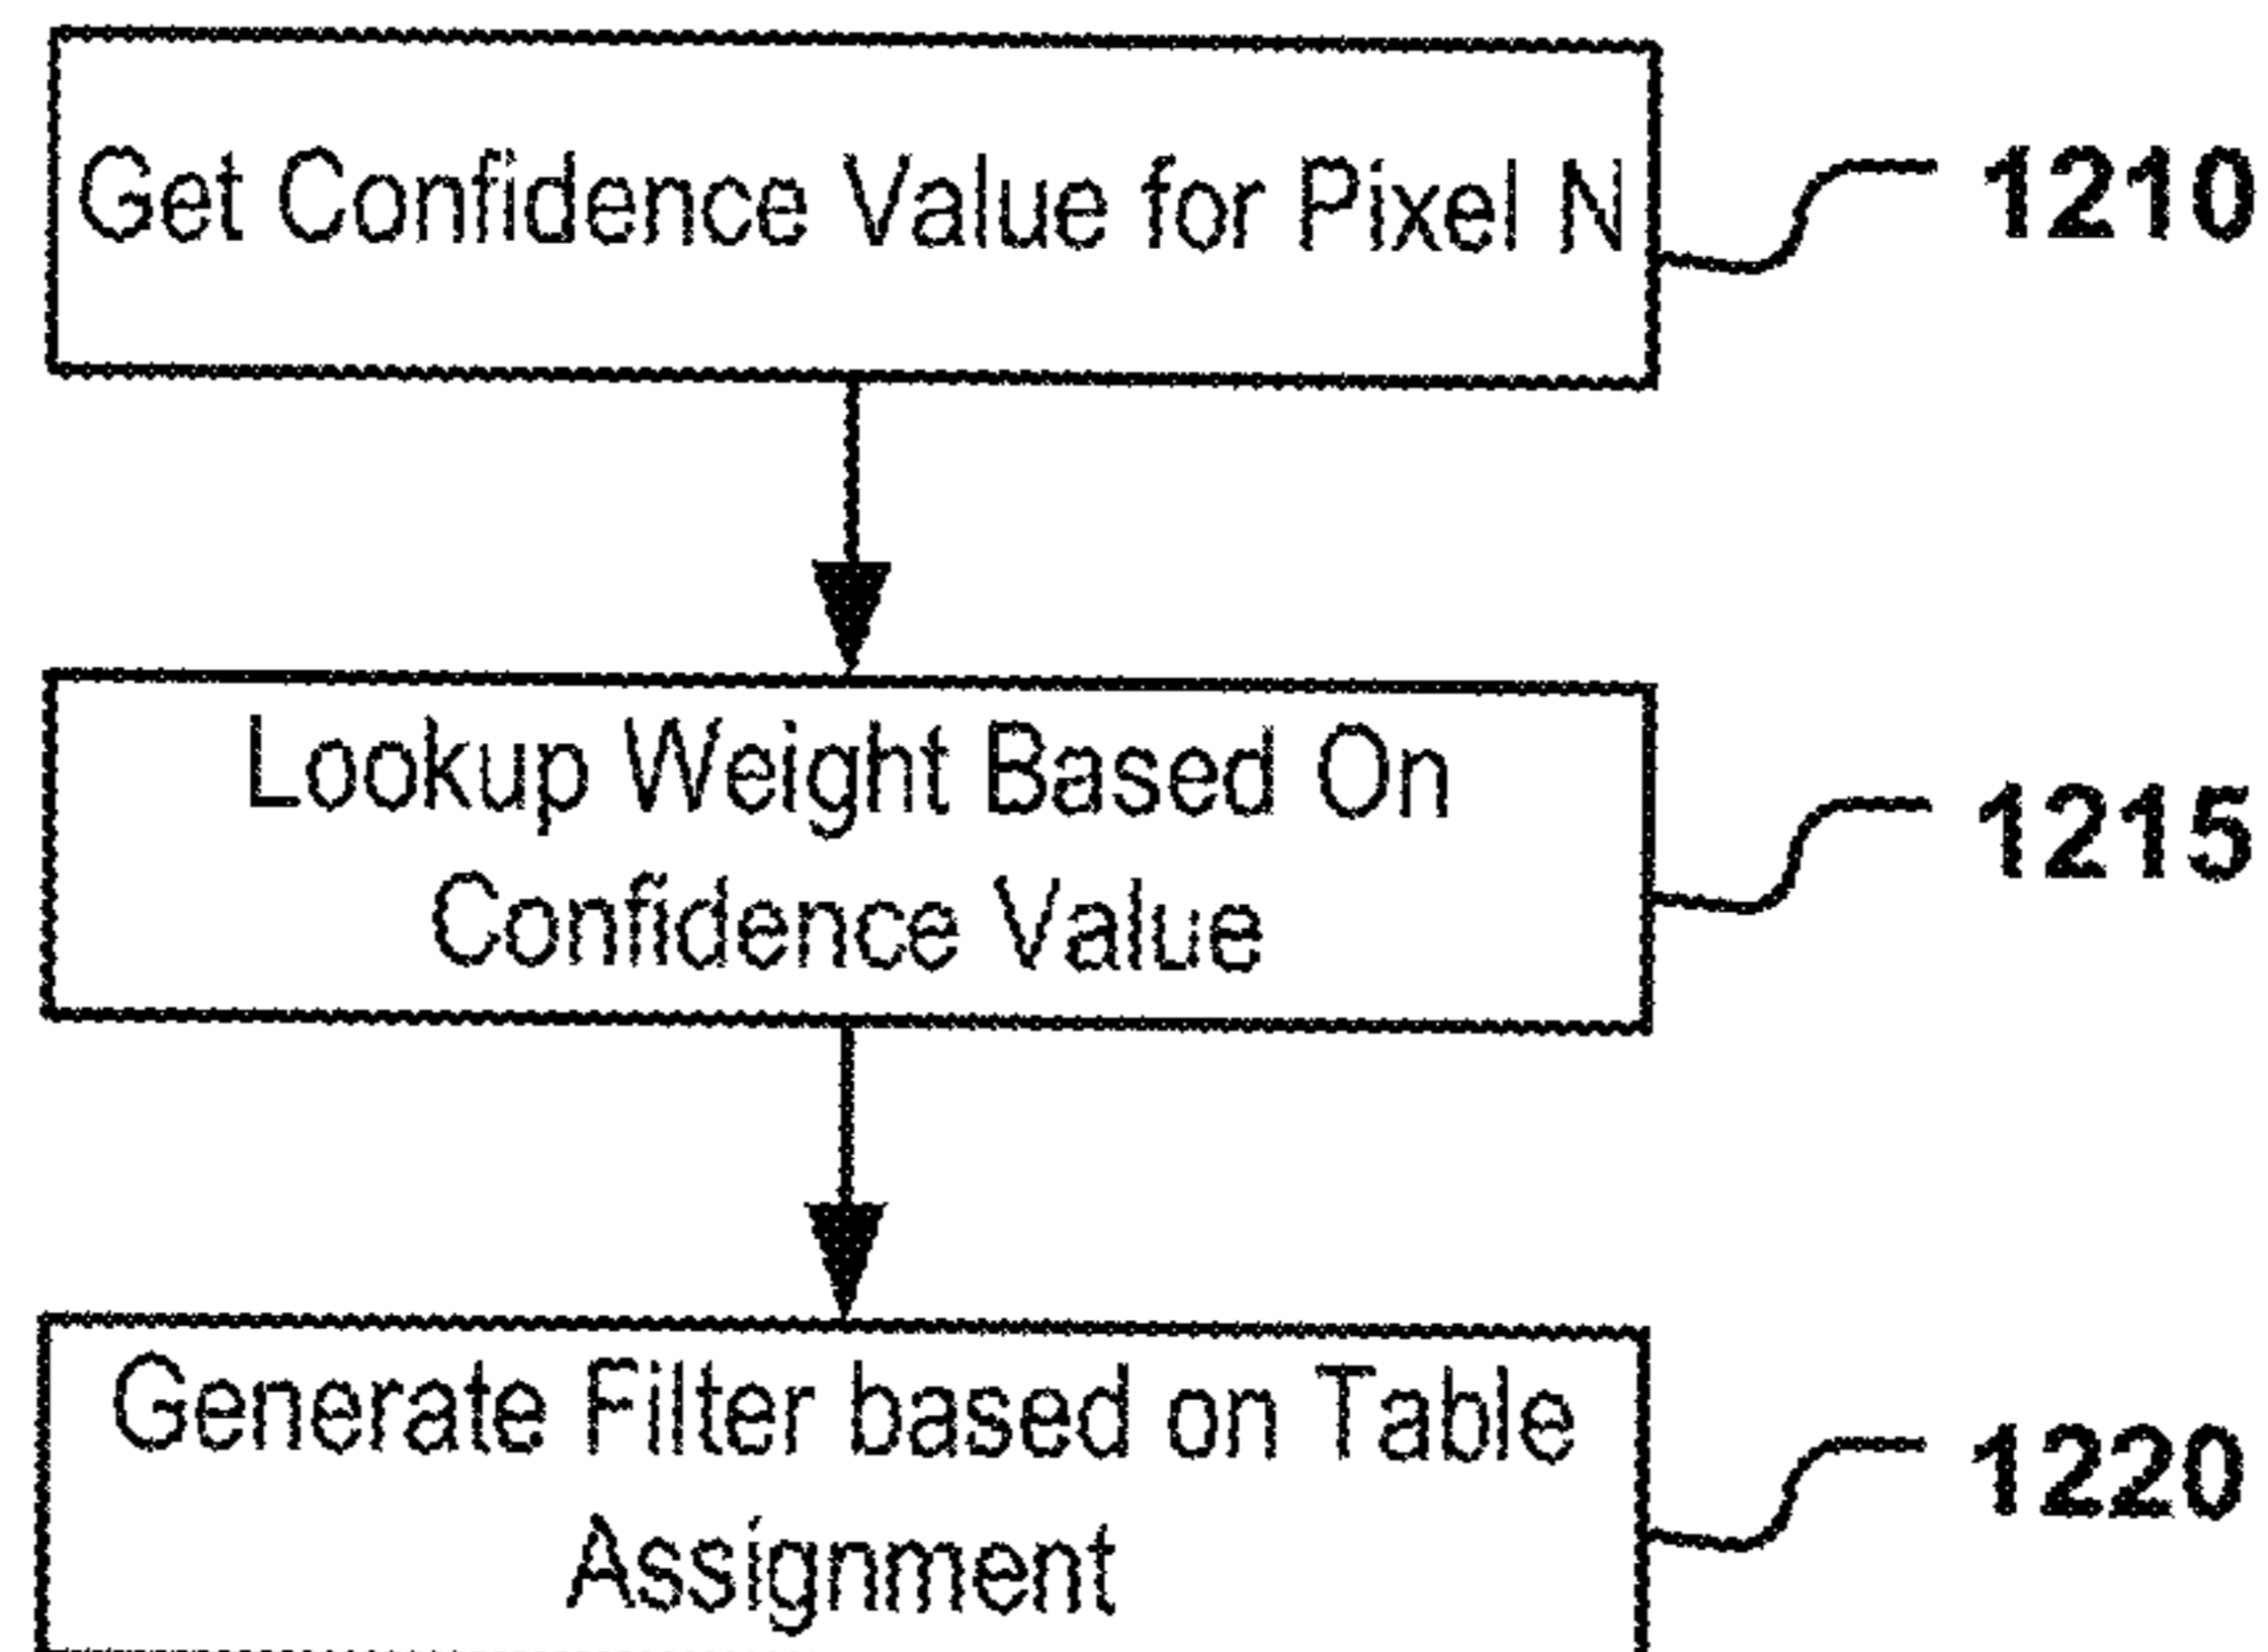 Get Confidence Value for Pixel N
1210
Lookup Weight Based On
Confidence Value
1215
Generate Filter based on Table
Assignment
1220